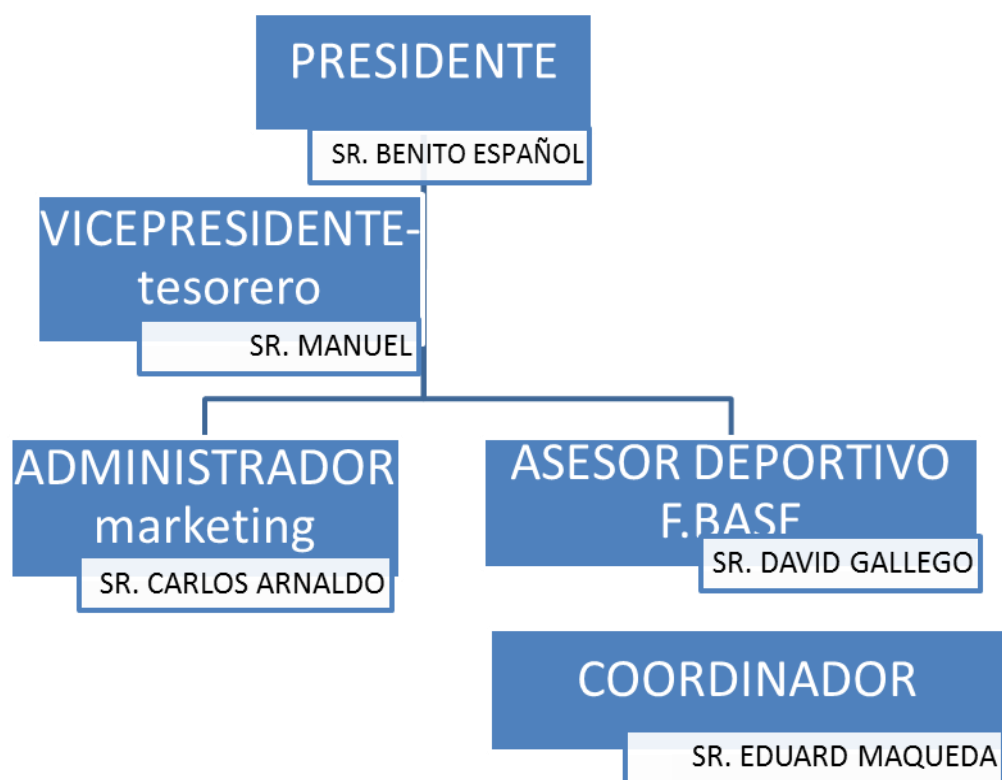 PRESIDENTE
SR. BENITO ESPAÑOL
VICEPRESIDENTE-
tesorero
SR. MANUEL
ADMINISTRADOR
marketing
SR. CARLOS ARNALDO
ASESOR DEPORTIVO
F.BASE
SR. DAVID GALLEGO
COORDINADOR
SR. EDUARD MAQUEDA